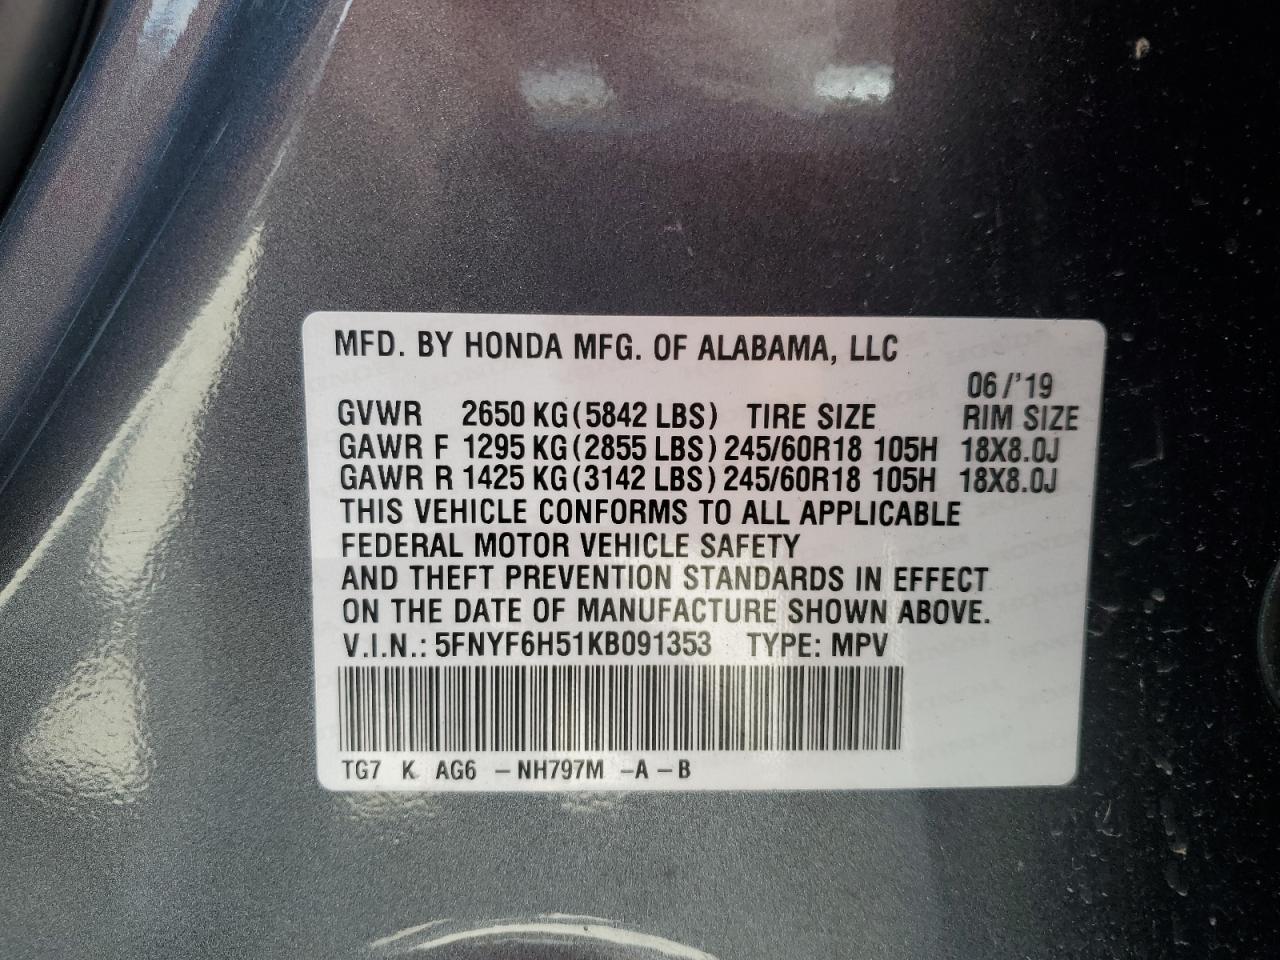 MFD. BY HONDA MFG. OF ALABAMA, LLC
06/'19
GVWR 2650 KG(5842 LBS) TIRE SIZE RIM SIZE
GAWR F 1295 KG(2855 LBS) 245/60R18 105H 18X8.0J
GAWR R 1425 KG(3142 LBS) 245/60R18 105H 18X8.0J
THIS VEHICLE CONFORMS TO ALL APPLICABLE
FEDERAL MOTOR VEHICLE SAFETY
AND THEFT PREVENTION STANDARDS IN EFFECT
ON THE DATE OF MANUFACTURE SHOWN ABOVE.
V.I.N.: 5FNYF6H51KB091353 TYPE: MPV
TG7 K AG6 -NH797M -A -B